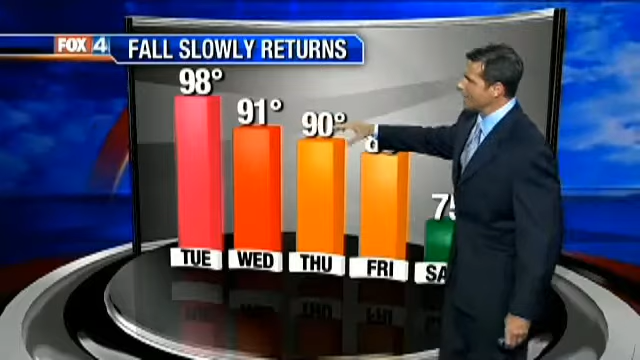 FOX 4
FALL SLOWLY RETURNS
98°
91°
90°
TUE
WED
THU
FRI